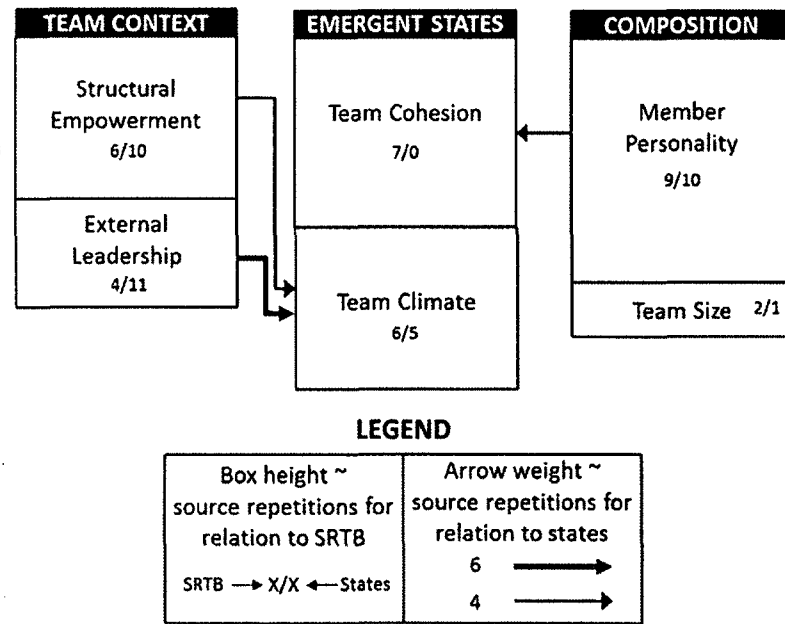 TEAM CONTEXT
Structural
Empowerment
6/10
External
Leadership
4/11
EMERGENT STATES
Team Cohesion
7/0
Team Climate
6/5
COMPOSITION
Member
Personality
9/10
Team Size 2/1
LEGEND
Box height ~
source repetitions for
relation to SRTB
SRTB X/X States
Arrow weight ~
source repetitions for
relation to states
6
4